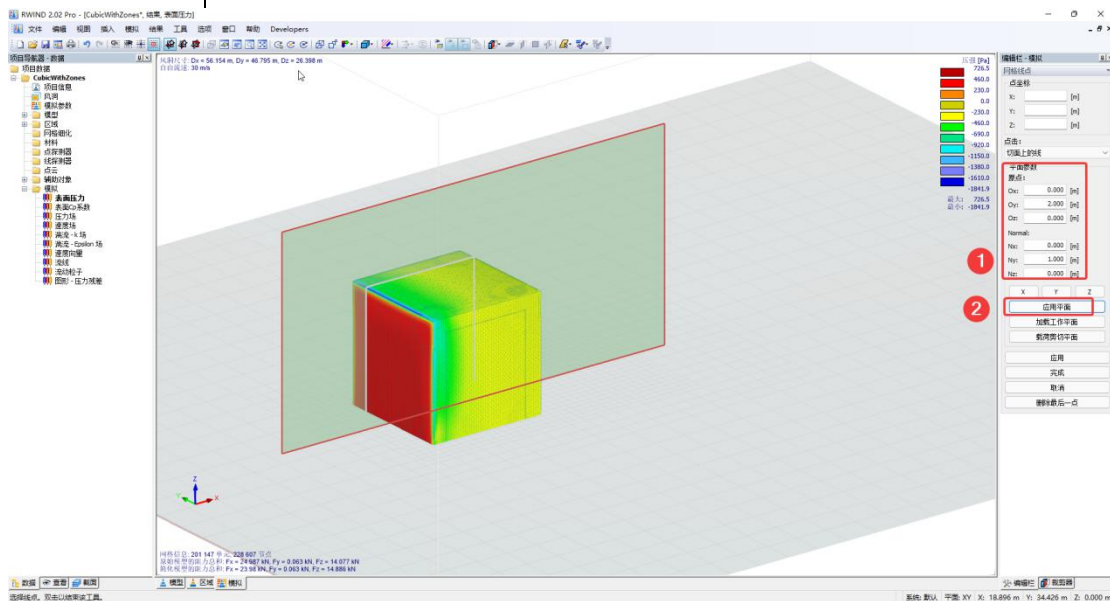 RWIND 2.02 Pro - [CubicWithZones*, 结果, 表面压力]
文件 编辑 视图 插入 模拟 结果 工具 选项 窗口 帮助 Developers
项目导航器 - 数据
项目数据
CubicWithZones
项目信息
风洞
模拟参数
模型
区域
网格细化
材料
点探测器
线探测器
点云
辅助对象
模拟
表面压力
表面Cp系数
压力场
速度场
湍流 - k 场
湍流 - Epsilon 场
速度向量
流线
流动粒子
图形 - 压力残差
风洞尺寸: Dx = 56.154 m, Dy = 46.795 m, Dz = 26.398 m
自由流速: 30 m/s
压强 [Pa]
726.5
460.0
230.0
0.0
-230.0
-460.0
-690.0
-920.0
-1150.0
-1380.0
-1610.0
-1841.9
最大: 726.5
最小: -1841.9
Z
Y
X
网格信息: 201 147 单元, 228 607 节点
原始模型的阻力总和: Fx = 24.987 kN, Fy = 0.063 kN, Fz = 14.077 kN
简化模型的阻力总和: Fx = 23.98 kN, Fy = 0.063 kN, Fz = 14.886 kN
编辑栏 - 模拟
网格线点
点坐标
X: [m]
Y: [m]
Z: [m]
点击:
切面上的线
平面参数
原点:
Ox: 0.000 [m]
Oy: 2.000 [m]
Oz: 0.000 [m]
Normal:
Nx: 0.000 [m]
Ny: 1.000 [m]
Nz: 0.000 [m]
1
X Y Z
2
应用平面
加载工作平面
载荷剪切平面
应用
完成
取消
删除最后一点
数据 查看 截面
模型 区域 模拟
编辑栏 裁剪器
选择线点. 双击以结束该工具.
系统: 默认 平面: XY X: 18.896 m Y: 34.426 m Z: 0.000 m